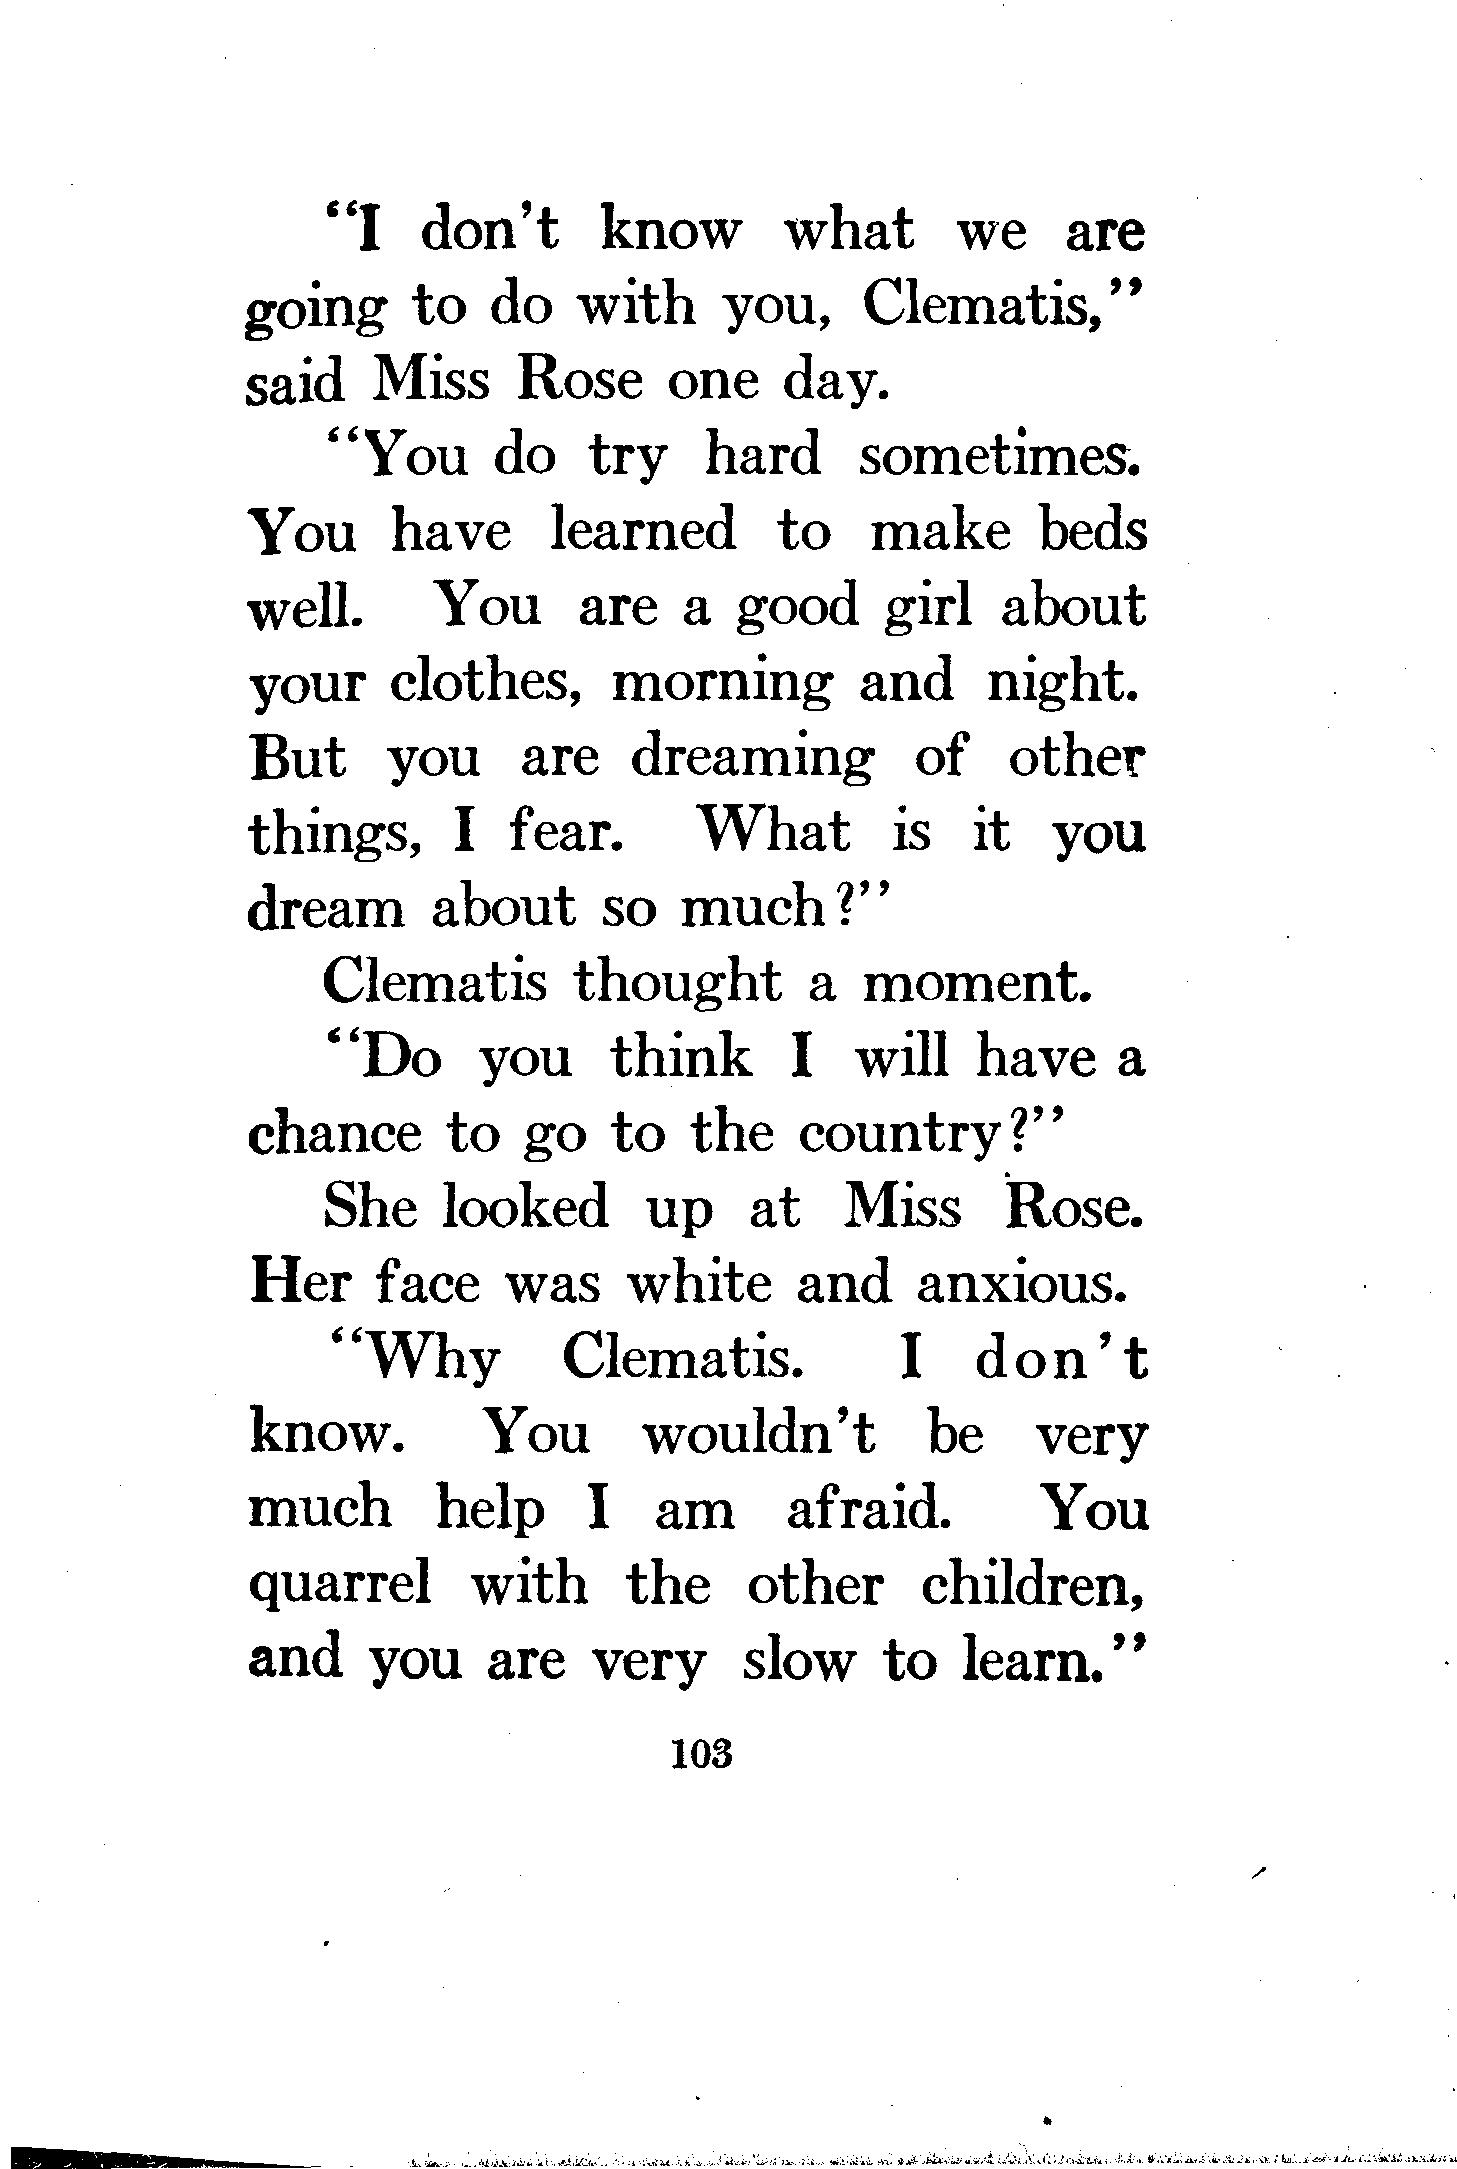 "I don't know what we are
going to do with you, Clematis,"
said Miss Rose one day.
"You do try hard sometimes.
You have learned to make beds
well. You are a good girl about
your clothes, morning and night.
But you are dreaming of other
things, I fear. What is it you
dream about so much?"
Clematis thought a moment.
"Do you think I will have a
chance to go to the country?"
She looked up at Miss Rose.
Her face was white and anxious.
"Why Clematis. I don't
know. You wouldn't be very
much help I am afraid. You
quarrel with the other children,
and you are very slow to learn."
103